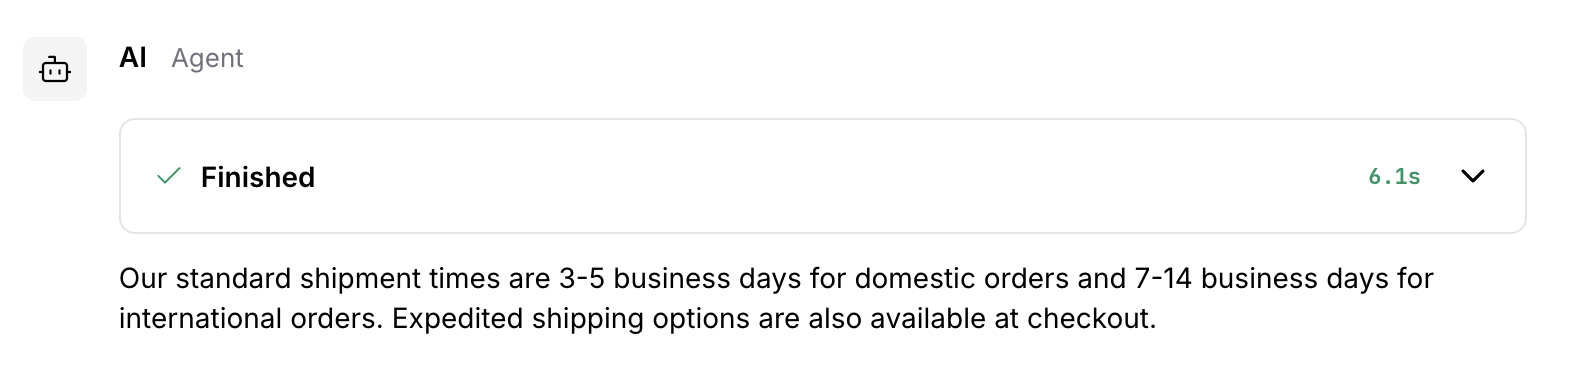 AI Agent
Finished 6.1s
Our standard shipment times are 3-5 business days for domestic orders and 7-14 business days for
international orders. Expedited shipping options are also available at checkout.